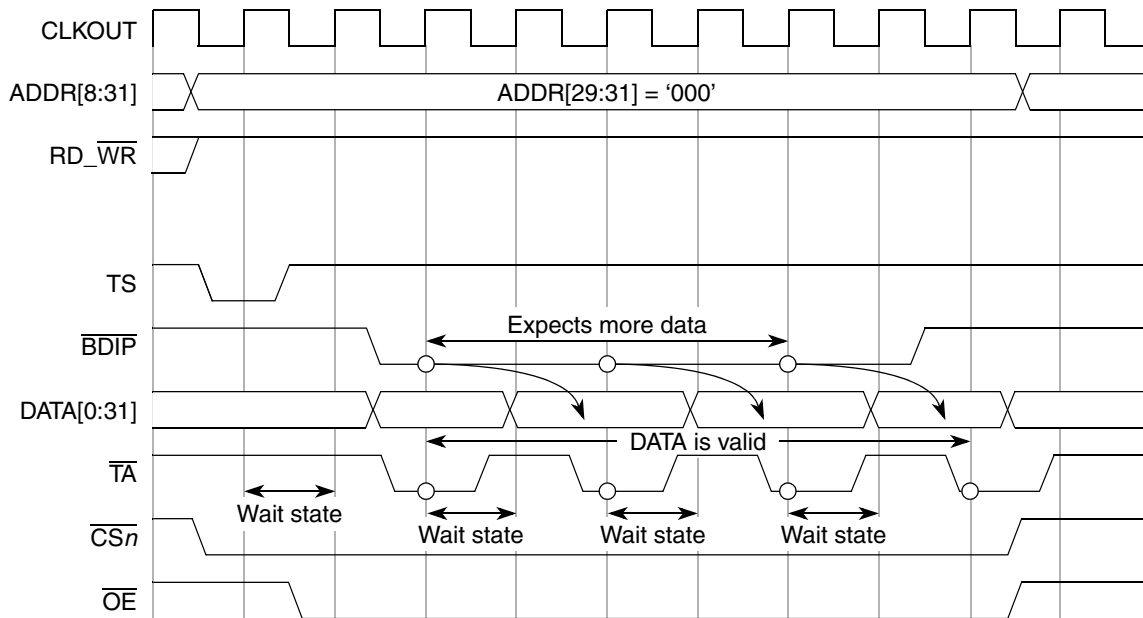 CLKOUT
ADDR[8:31]
ADDR[29:31] = ‘000’
RD_WR
TS
Expects more data
BDIP
DATA[0:31]
DATA is valid
TA
Wait state
Wait state
Wait state
Wait state
CSn
OE